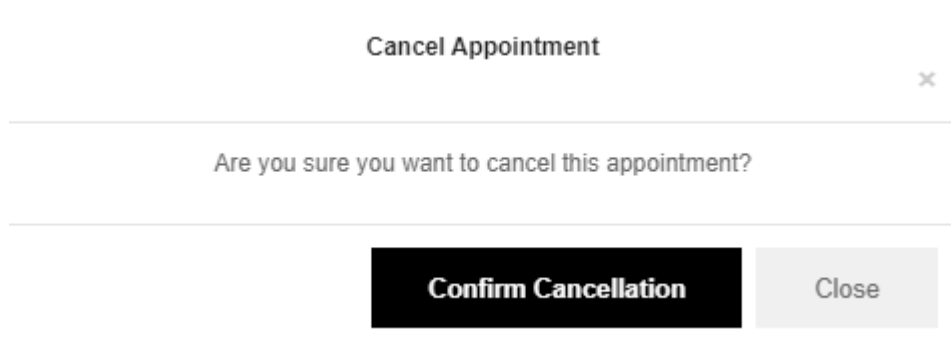 Cancel Appointment
×
Are you sure you want to cancel this appointment?
Confirm Cancellation
Close